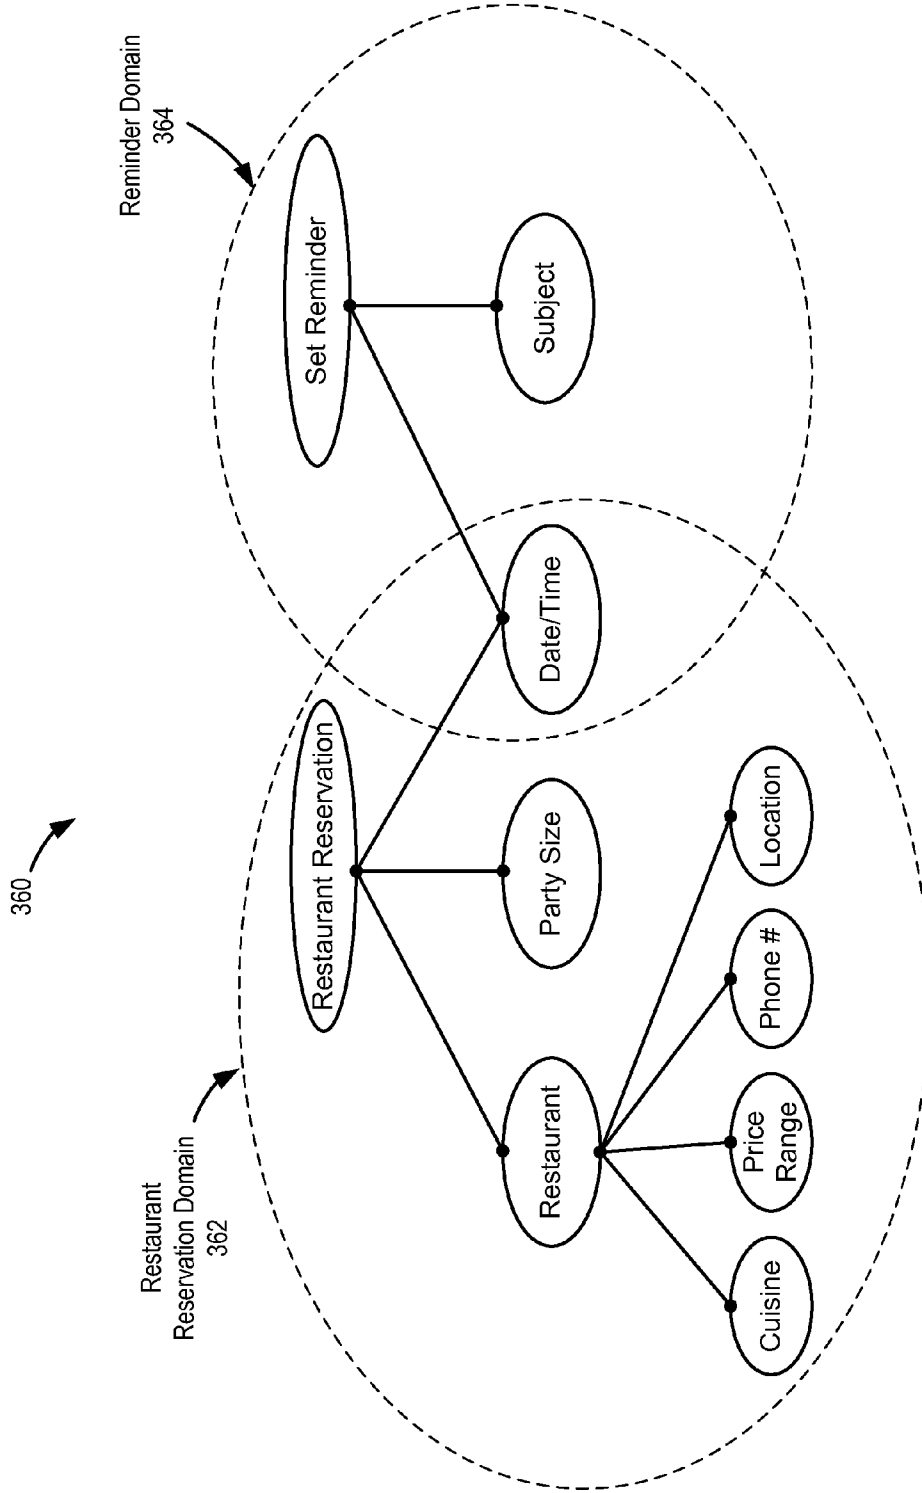 360
Restaurant
Reservation Domain
362
Reminder Domain
364
Restaurant Reservation
Set Reminder
Restaurant
Party Size
Date/Time
Subject
Cuisine
Price
Range
Phone #
Location